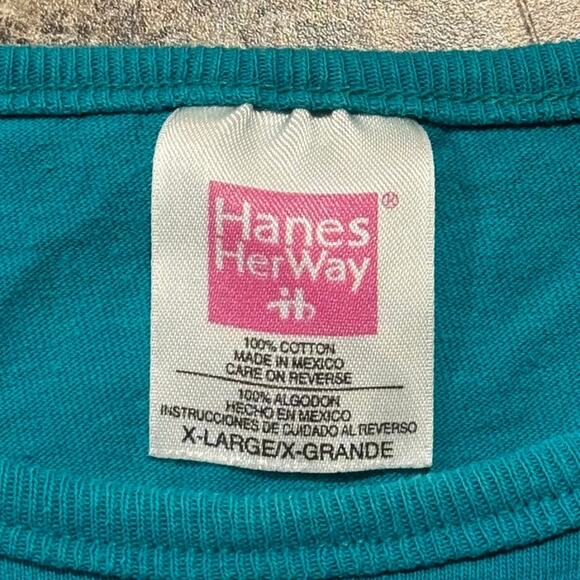 Hanes
HerWay
®
100% COTTON
MADE IN MEXICO
CARE ON REVERSE
100% ALGODON
HECHO EN MEXICO
INSTRUCCIONES DE CUIDADO AL REVERSO
X-LARGE/X-GRANDE